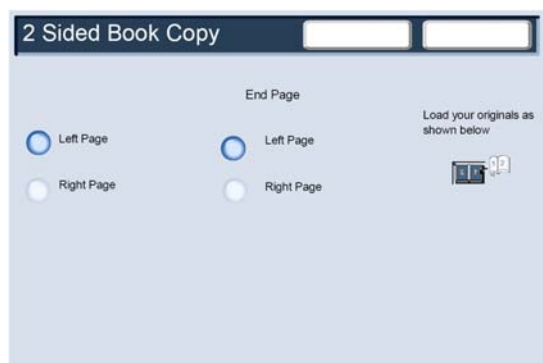 2 Sided Book Copy
End Page
Left Page
Right Page
Left Page
Right Page
Load your originals as
shown below